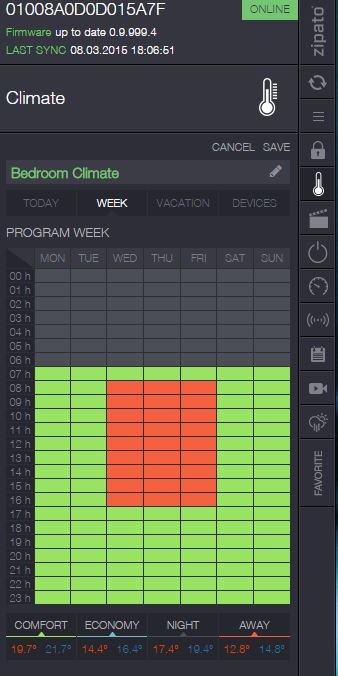 01008A0D0D015A7F ONLINE
Firmware up to date 0.9.999.4
LAST SYNC 08.03.2015 18:06:51
zipato
Climate
CANCEL SAVE
Bedroom Climate
TODAY WEEK VACATION DEVICES
PROGRAM WEEK
MON TUE WED THU FRI SAT SUN
00 h
01 h
02 h
03 h
04 h
05 h
06 h
07 h
08 h
09 h
10 h
11 h
12 h
13 h
14 h
15 h
16 h
17 h
18 h
19 h
20 h
21 h
22 h
23 h
FAVORITE
COMFORT ECONOMY NIGHT AWAY
19.7° 21.7° 14.4° 16.4° 17.4° 19.4° 12.8° 14.8°